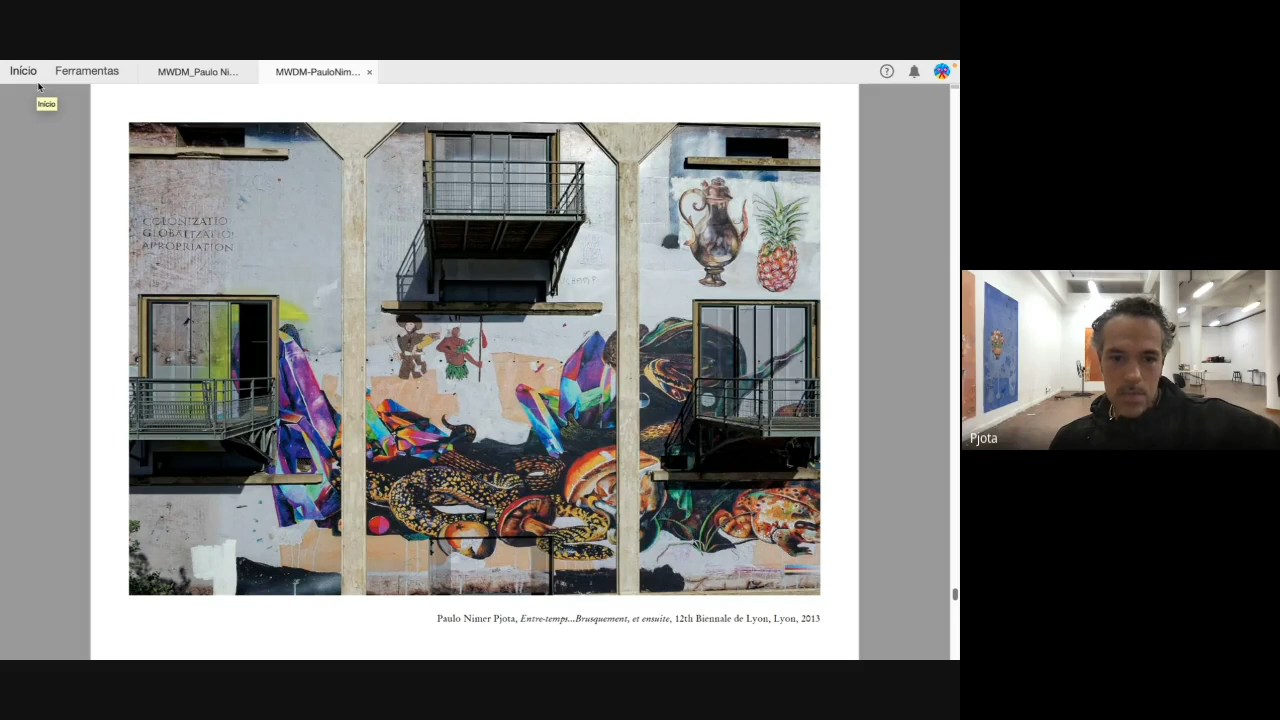 Início
Ferramentas
MWDM_Paulo Ni...
MWDM-PauloNim...
Início
COLONIZATIO
GLOBALIZATIO
APROPRIATION
Paulo Nimer Pjota, Entre-temps...Brusquement, et ensuite, 12th Biennale de Lyon, Lyon, 2013
Pjota